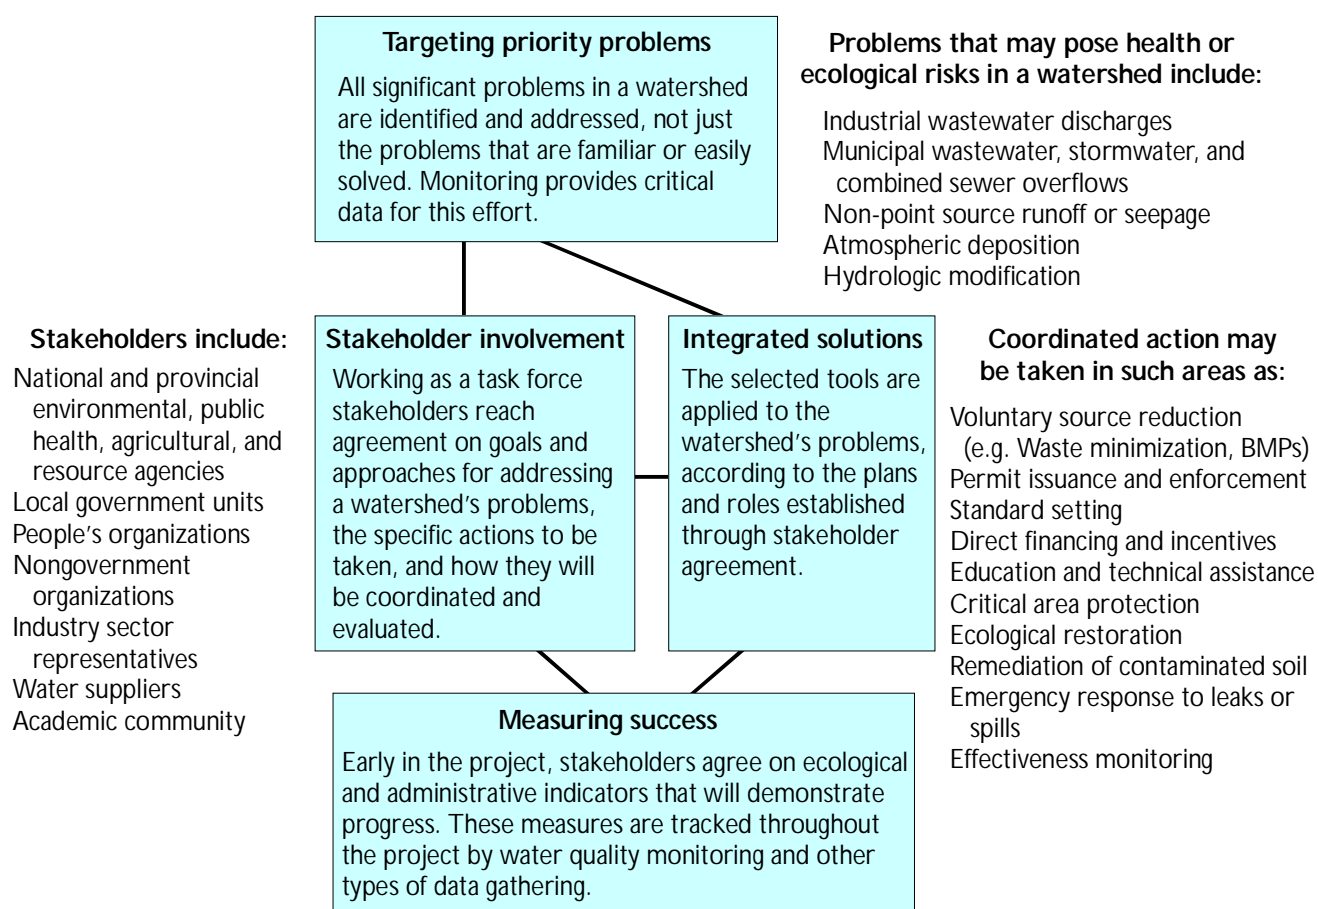 Targeting priority problems
All significant problems in a watershed
are identified and addressed, not just
the problems that are familiar or easily
solved. Monitoring provides critical
data for this effort.
Problems that may pose health or
ecological risks in a watershed include:
Industrial wastewater discharges
Municipal wastewater, stormwater, and
combined sewer overflows
Non-point source runoff or seepage
Atmospheric deposition
Hydrologic modification
Stakeholders include:
National and provincial
environmental, public
health, agricultural, and
resource agencies
Local government units
People's organizations
Nongovernment
organizations
Industry sector
representatives
Water suppliers
Academic community
Stakeholder involvement
Working as a task force
stakeholders reach
agreement on goals and
approaches for addressing
a watershed's problems,
the specific actions to be
taken, and how they will
be coordinated and
evaluated.
Integrated solutions
The selected tools are
applied to the
watershed's problems,
according to the plans
and roles established
through stakeholder
agreement.
Coordinated action may
be taken in such areas as:
Voluntary source reduction
(e.g. Waste minimization, BMPs)
Permit issuance and enforcement
Standard setting
Direct financing and incentives
Education and technical assistance
Critical area protection
Ecological restoration
Remediation of contaminated soil
Emergency response to leaks or
spills
Effectiveness monitoring
Measuring success
Early in the project, stakeholders agree on ecological
and administrative indicators that will demonstrate
progress. These measures are tracked throughout
the project by water quality monitoring and other
types of data gathering.